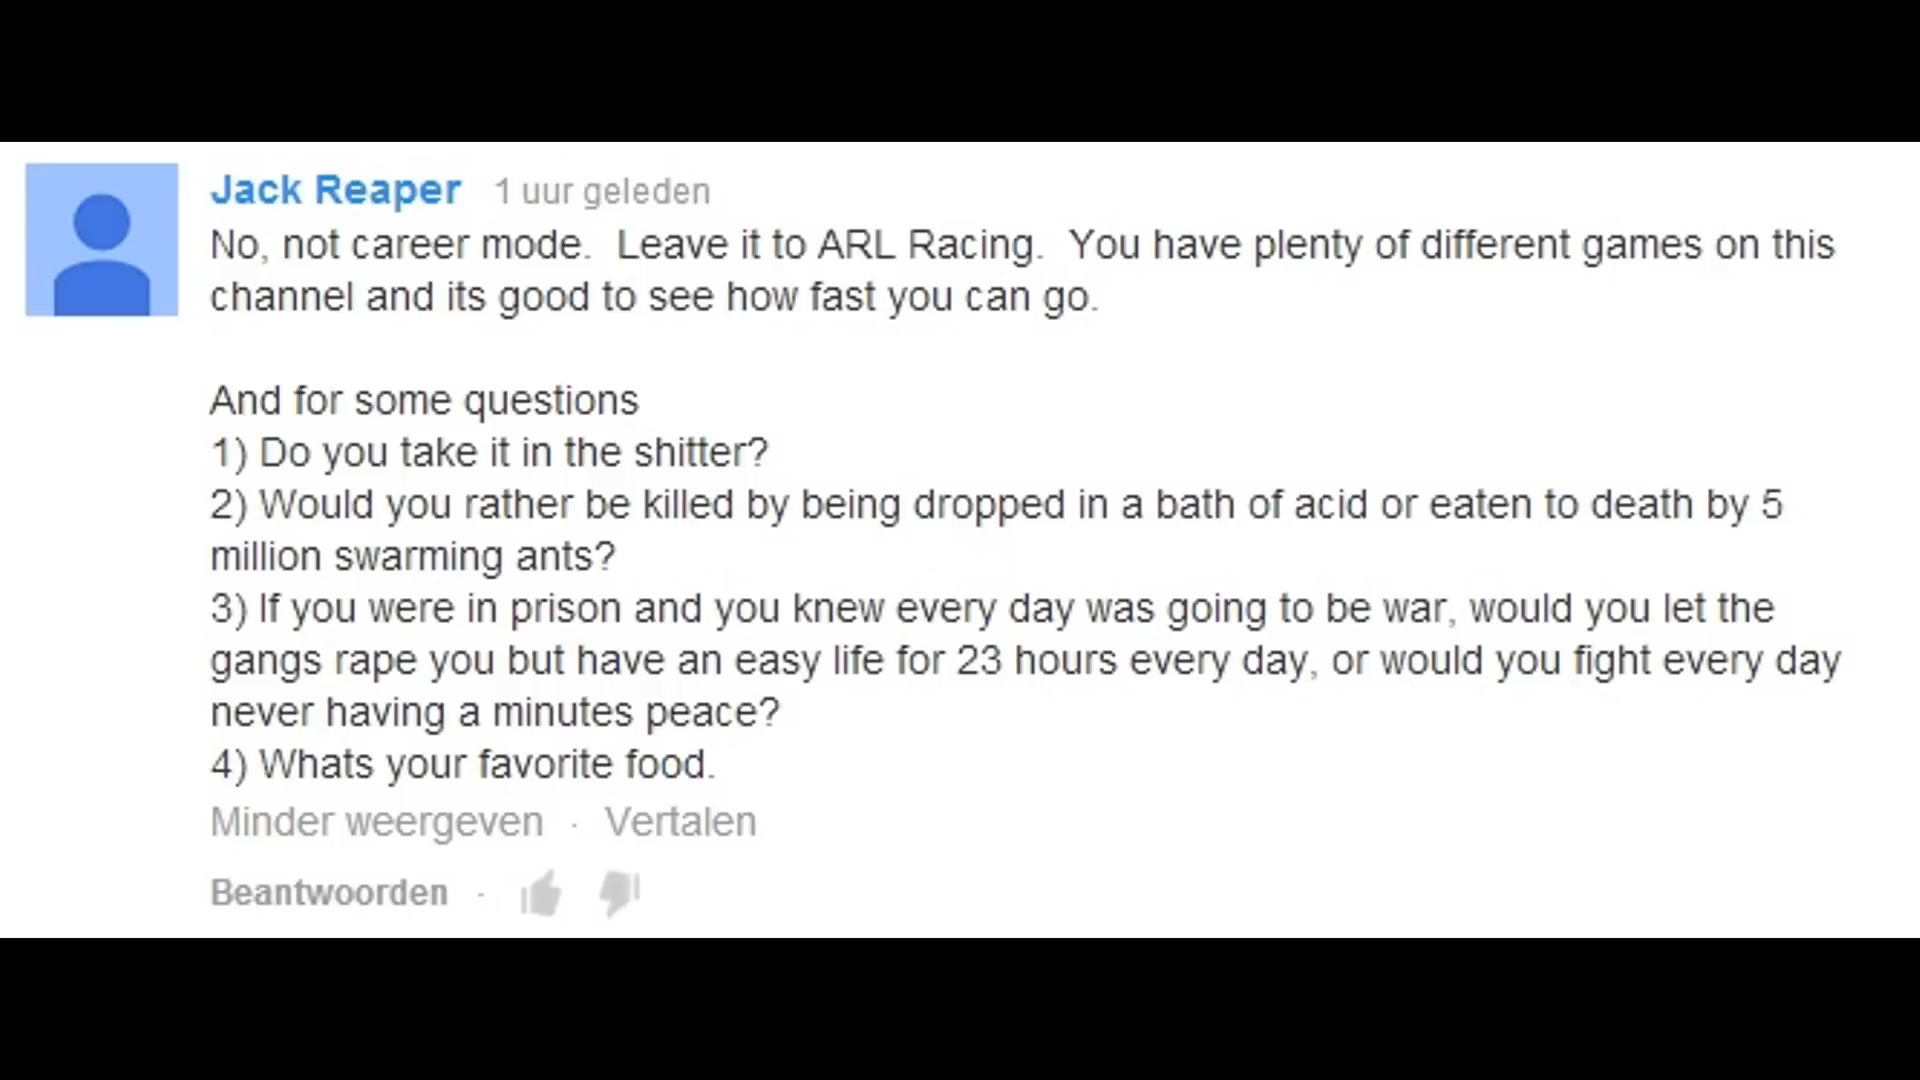 Jack Reaper 1 uur geleden
No, not career mode.  Leave it to ARL Racing.  You have plenty of different games on this
channel and its good to see how fast you can go.
And for some questions
1) Do you take it in the shitter?
2) Would you rather be killed by being dropped in a bath of acid or eaten to death by 5
million swarming ants?
3) If you were in prison and you knew every day was going to be war, would you let the
gangs rape you but have an easy life for 23 hours every day, or would you fight every day
never having a minutes peace?
4) Whats your favorite food.
Minder weergeven · Vertalen
Beantwoorden ·